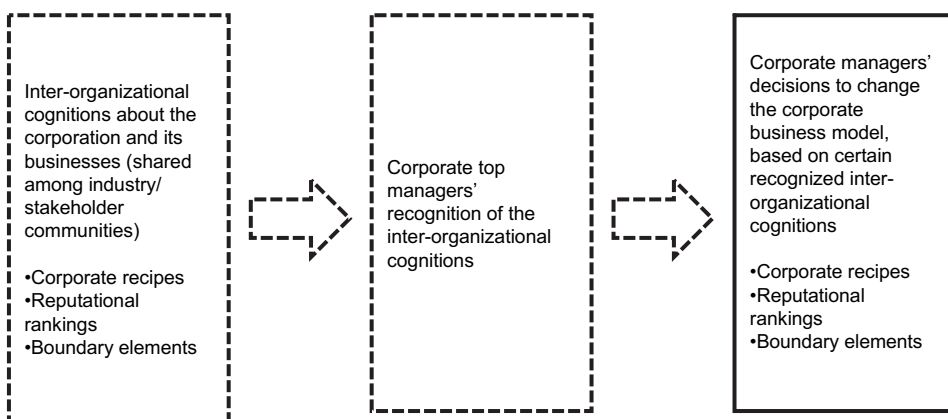 Inter-organizational
cognitions about the
corporation and its
businesses (shared
among industry/
stakeholder
communities)
•Corporate recipes
•Reputational
rankings
•Boundary elements
Corporate top
managers’
recognition of the
inter-organizational
cognitions
Corporate managers’
decisions to change
the corporate
business model,
based on certain
recognized inter-
organizational
cognitions
•Corporate recipes
•Reputational
rankings
•Boundary elements